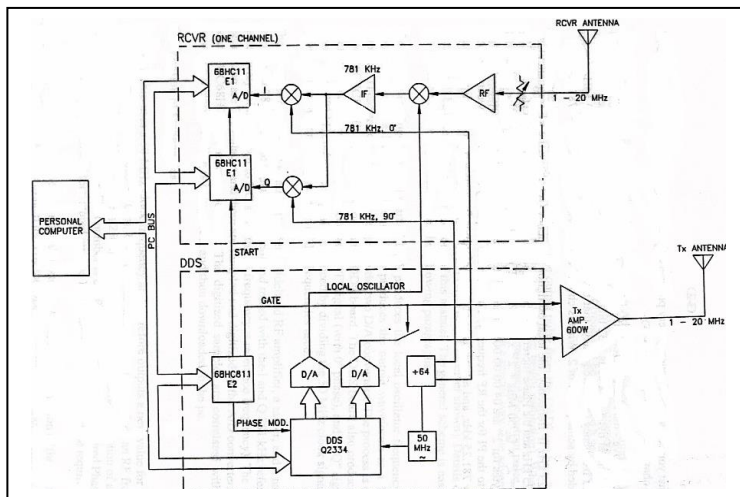 RCVR (ONE CHANNEL)
RCVR ANTENNA
68HC11
E1
A/D
I
781 KHz
IF
RF
1 - 20 MHz
781 KHz, 0°
68HC11
E1
A/D
Q
781 KHz, 90°
PERSONAL
COMPUTER
PC BUS
START
DDS
LOCAL OSCILLATOR
GATE
Tx ANTENNA
Tx
AMP.
600W
1 - 20 MHz
68HC811
E2
D/A
D/A
÷64
PHASE MOD.
DDS
Q2334
50
MHz
~